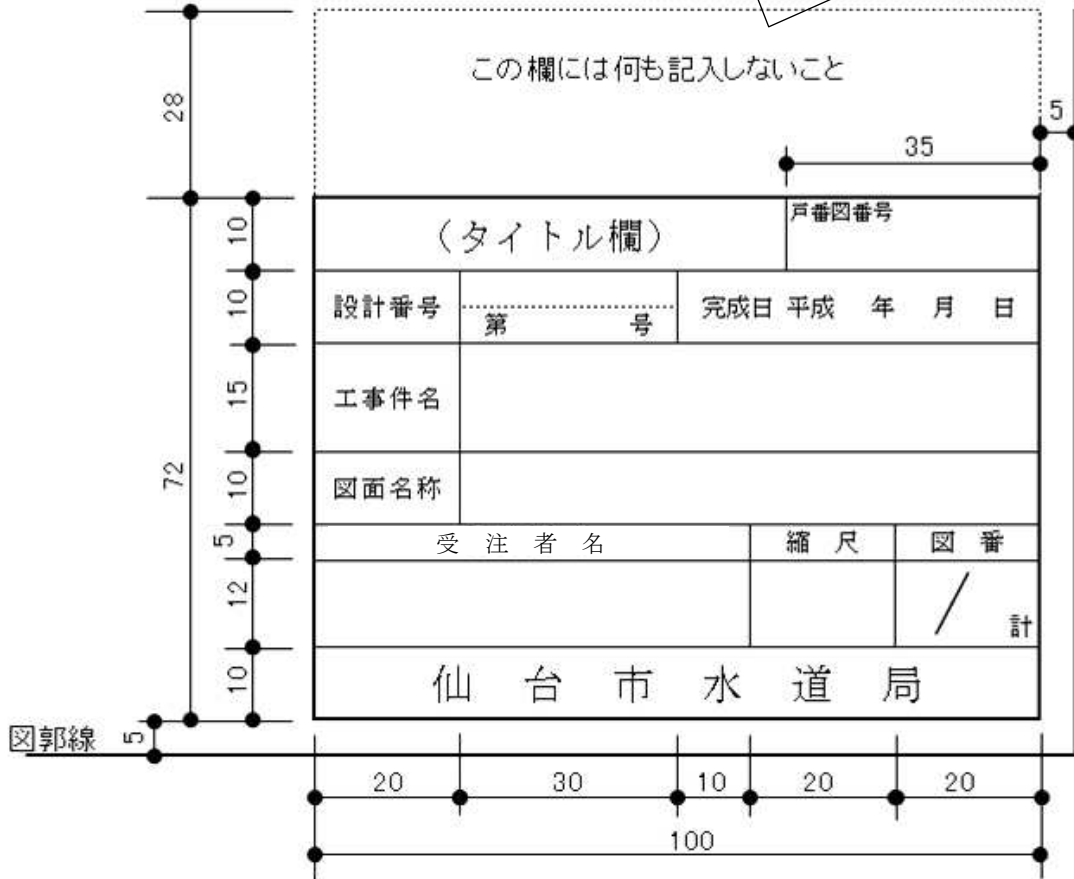 この欄には何も記入しないこと
28
5
35
10
（タイトル欄）
戸番図番号
10
設計番号
第 号
完成日 平成 年 月 日
15
工事件名
72
10
図面名称
5
受 注 者 名
縮 尺
図 番
12
計
10
仙 台 市 水 道 局
図郭線
5
20
30
10
20
20
100